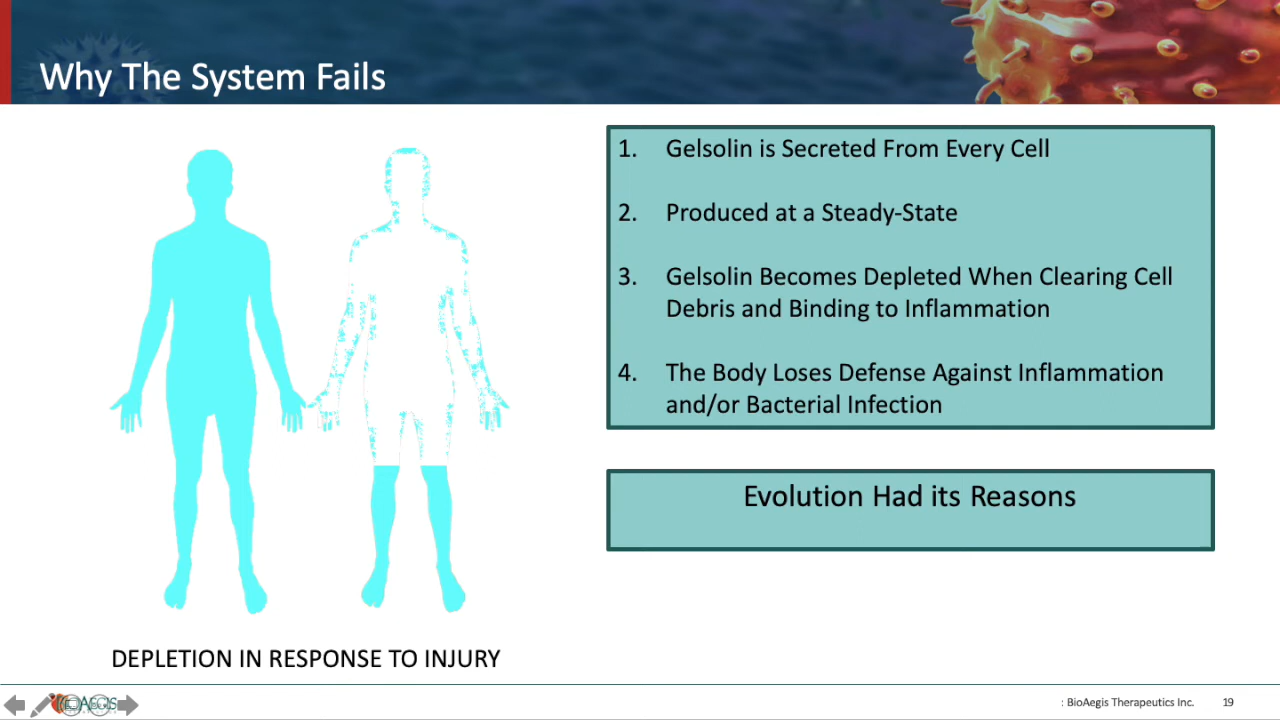 Why The System Fails
1. Gelsolin is Secreted From Every Cell
2. Produced at a Steady-State
3. Gelsolin Becomes Depleted When Clearing Cell
Debris and Binding to Inflammation
4. The Body Loses Defense Against Inflammation
and/or Bacterial Infection
Evolution Had its Reasons
DEPLETION IN RESPONSE TO INJURY
: BioAegis Therapeutics Inc.
19